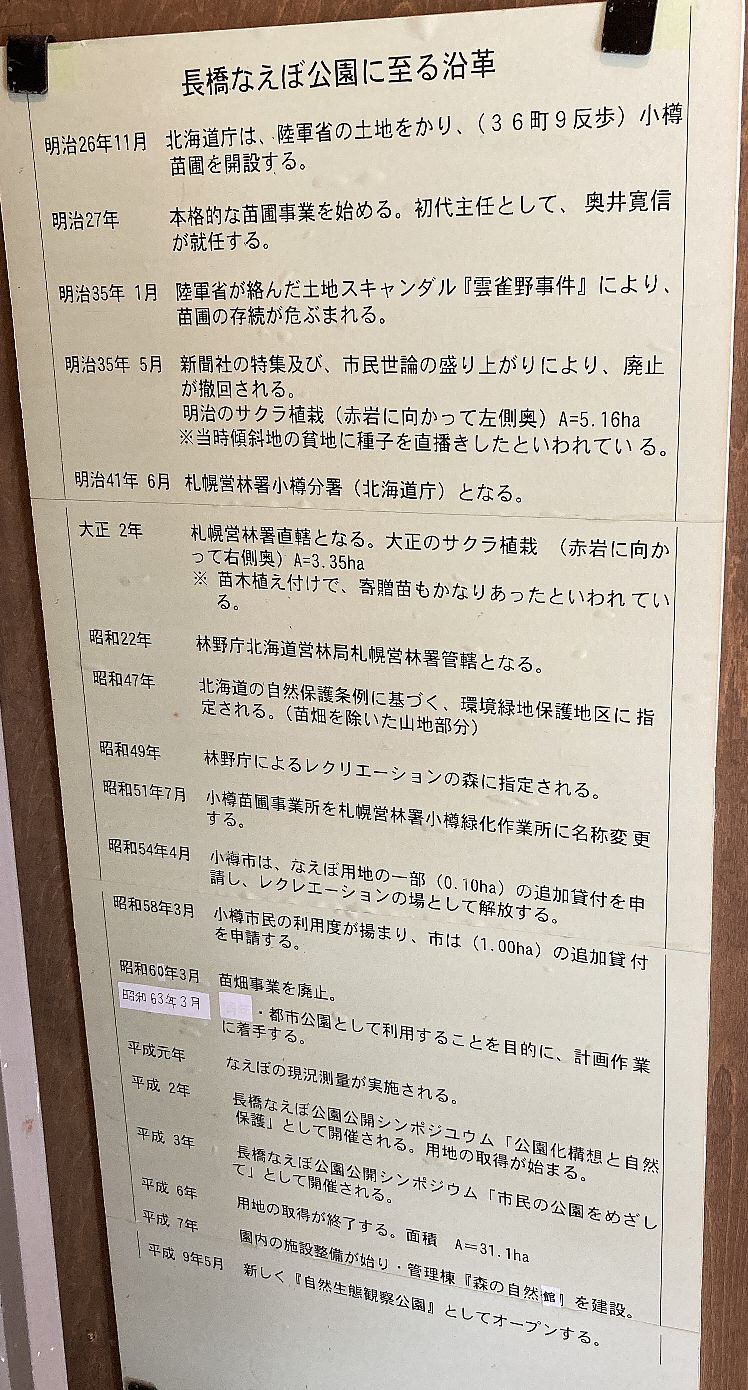 長橋なえぼ公園に至る沿革
明治26年11月 北海道庁は、陸軍省の土地をかり、（３６町９反歩）小樽
苗圃を開設する。
明治27年 本格的な苗圃事業を始める。初代主任として、 奥井寛信
が就任する。
明治35年 1月 陸軍省が絡んだ土地スキャンダル『雲雀野事件』により、
苗圃の存続が危ぶまれる。
明治35年 5月 新聞社の特集及び、市民世論の盛り上がりにより、廃止
が撤回される。
明治のサクラ植栽（赤岩に向かって左側奥）A=5.16ha
※当時傾斜地の貧地に種子を直播きしたといわれている。
明治41年 6月 札幌営林署小樽分署（北海道庁）となる。
大正 2年 札幌営林署直轄となる。大正のサクラ植栽 （赤岩に向か
って右側奥）A=3.35ha
※ 苗木植え付けで、寄贈苗もかなりあったといわれてい
る。
昭和22年 林野庁北海道営林局札幌営林署管轄となる。
昭和47年 北海道の自然保護条例に基づく、環境緑地保護地区に指
定される。（苗畑を除いた山地部分）
昭和49年 林野庁によるレクリエーションの森に指定される。
昭和51年7月 小樽苗圃事業所を札幌営林署小樽緑化作業所に名称変更
する。
昭和54年4月 小樽市は、なえぼ用地の一部（0.10ha）の追加貸付を申
請し、レクレエーションの場として解放する。
昭和58年3月 小樽市民の利用度が揚まり、市は（1.00ha）の追加貸付
を申請する。
昭和60年3月 苗畑事業を廃止。
昭和63年3月 ・都市公園として利用することを目的に、計画作業
に着手する。
平成元年 なえぼの現況測量が実施される。
平成 2年 長橋なえぼ公園公開シンポジユウム「公園化構想と自然
保護」として開催される。用地の取得が始まる。
平成 3年 長橋なえぼ公園公開シンポジウム「市民の公園をめざし
て」として開催される。
平成 6年 用地の取得が終了する。面積 A＝31.1ha
平成 7年 園内の施設整備が始り・管理棟『森の自然館』を建設。
平成 9年5月 新しく『自然生態観察公園』としてオープンする。